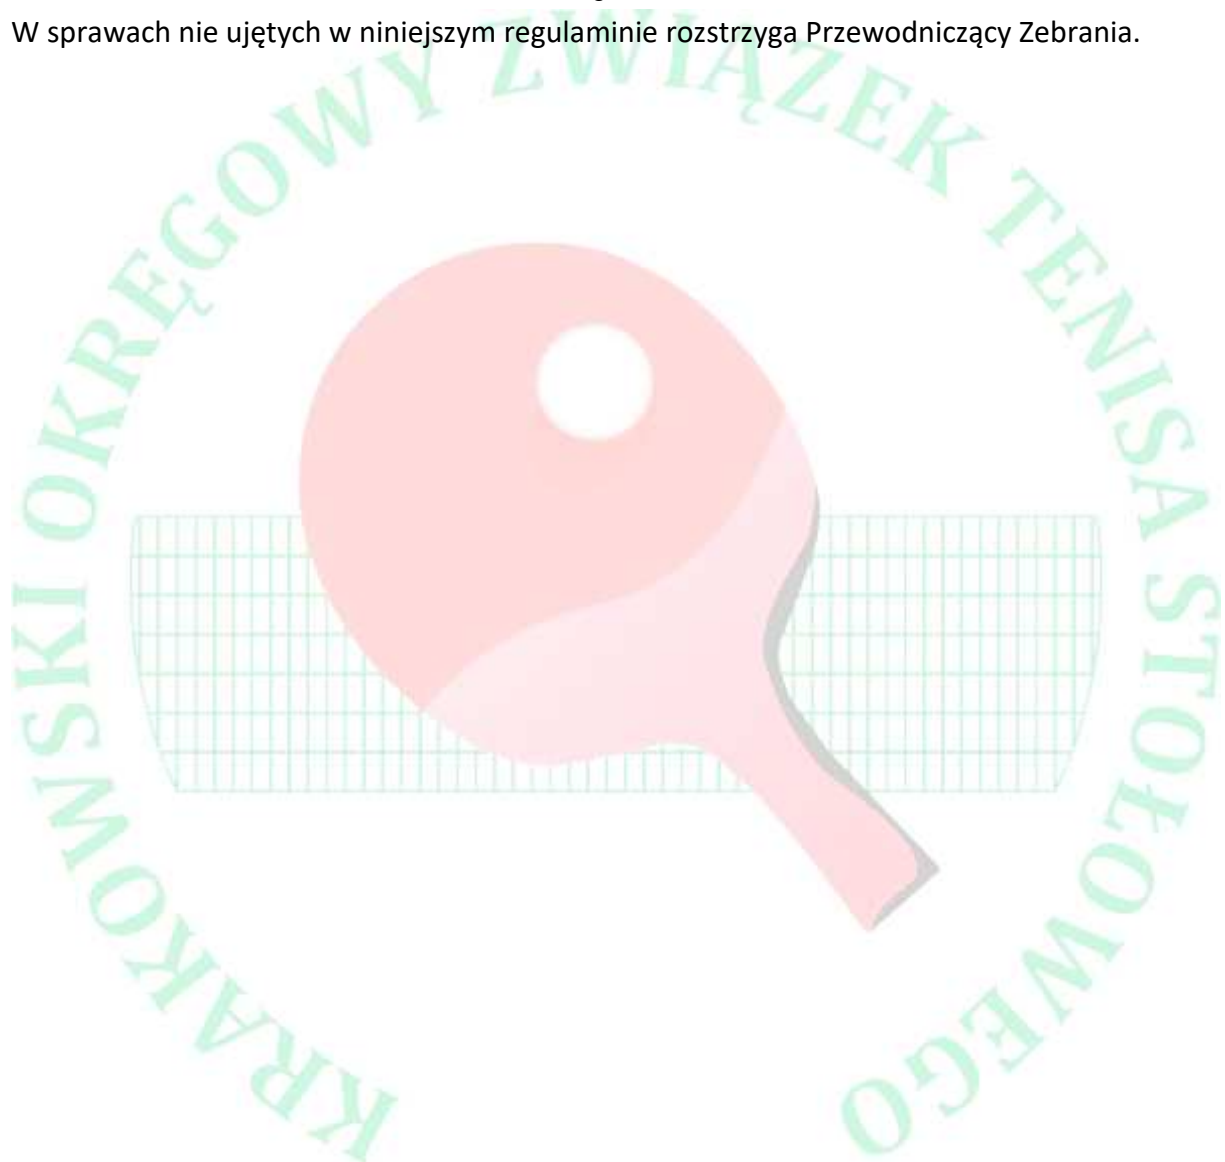 W sprawach nie ujętych w niniejszym regulaminie rozstrzyga Przewodniczący Zebrania.
KRAKOWSKI OKRĘGOWY ZWIĄZEK TENISA STOŁOWEGO